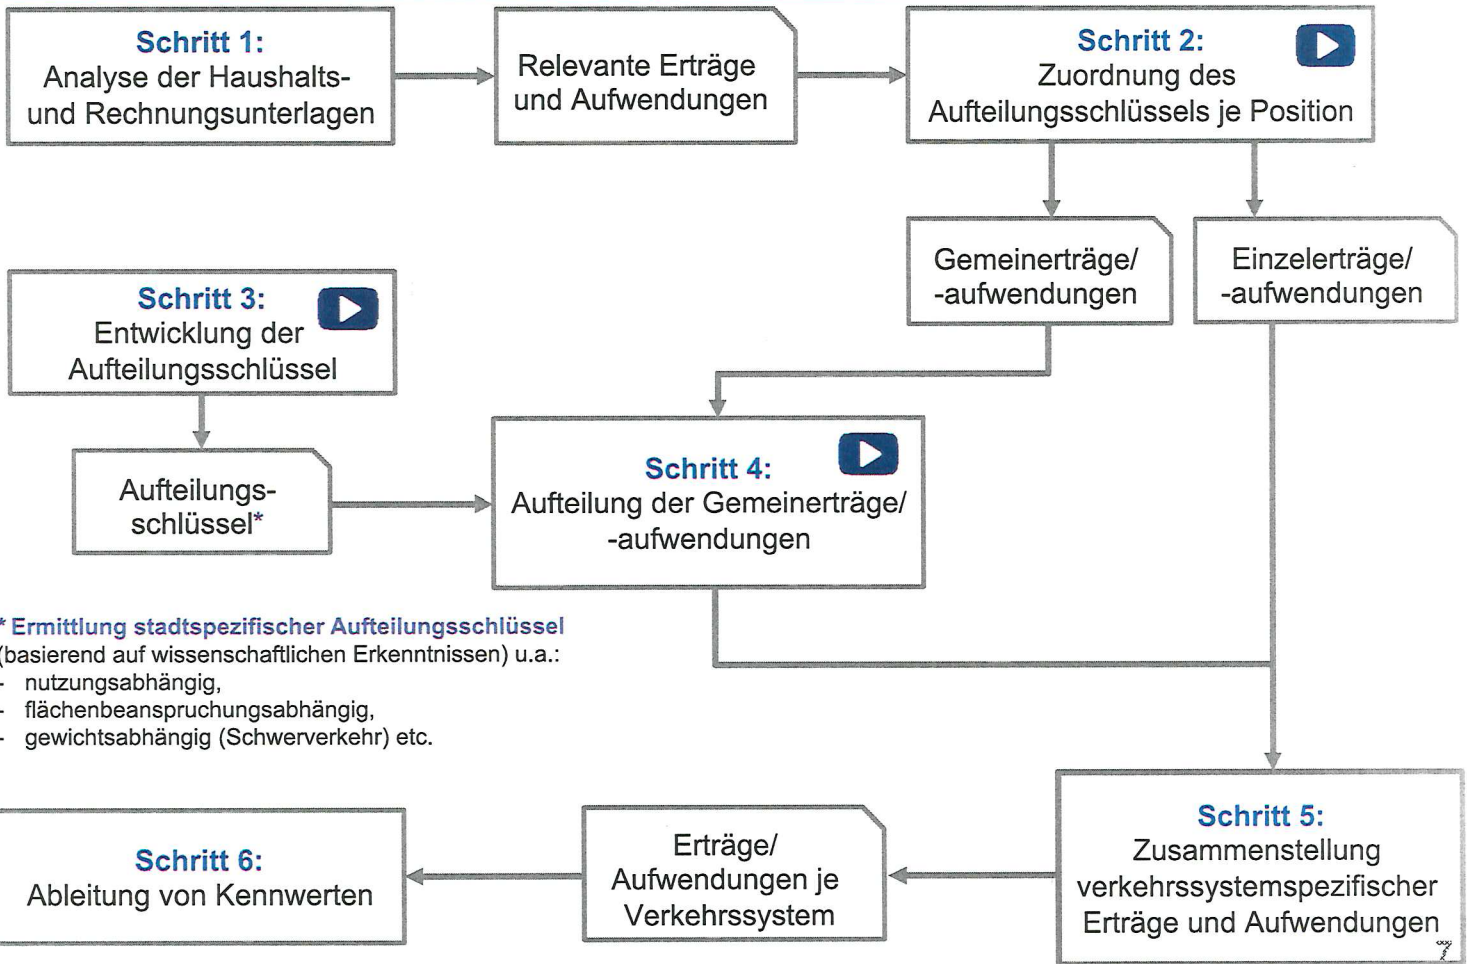 Schritt 1:
Analyse der Haushalts-
und Rechnungsunterlagen
Relevante Erträge
und Aufwendungen
Schritt 2:
Zuordnung des
Aufteilungsschlüssels je Position
Gemeinerträge/
-aufwendungen
Einzelerträge/
-aufwendungen
Schritt 3:
Entwicklung der
Aufteilungsschlüssel
Aufteilungs-
schlüssel*
Schritt 4:
Aufteilung der Gemeinerträge/
-aufwendungen
* Ermittlung stadtspezifischer Aufteilungsschlüssel
(basierend auf wissenschaftlichen Erkenntnissen) u.a.:
- nutzungsabhängig,
- flächenbeanspruchungsabhängig,
- gewichtsabhängig (Schwerverkehr) etc.
Schritt 5:
Zusammenstellung
verkehrssystemspezifischer
Erträge und Aufwendungen
7
Erträge/
Aufwendungen je
Verkehrssystem
Schritt 6:
Ableitung von Kennwerten